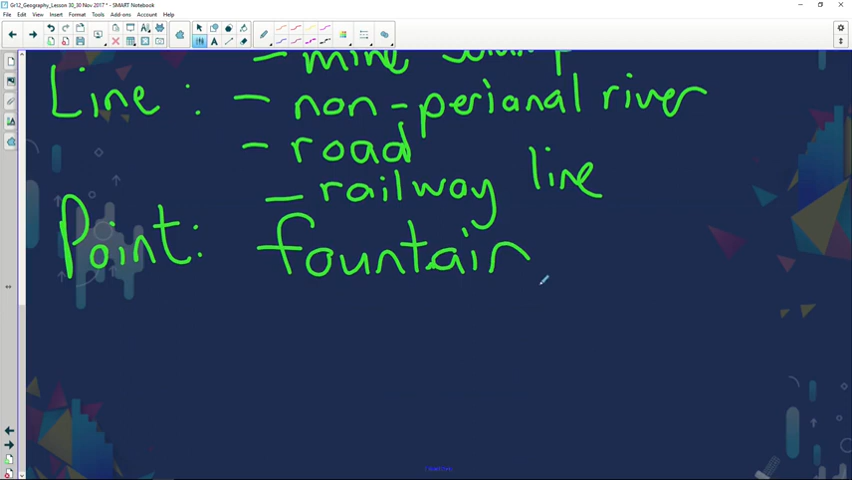 Gr12_Geography_Lesson 30_30 Nov 2017 * - SMART Notebook
File Edit View Insert Format Tools Add-ons Account Help
- mine
Line : - non-perianal river
- road
- railway line
Point: fountain